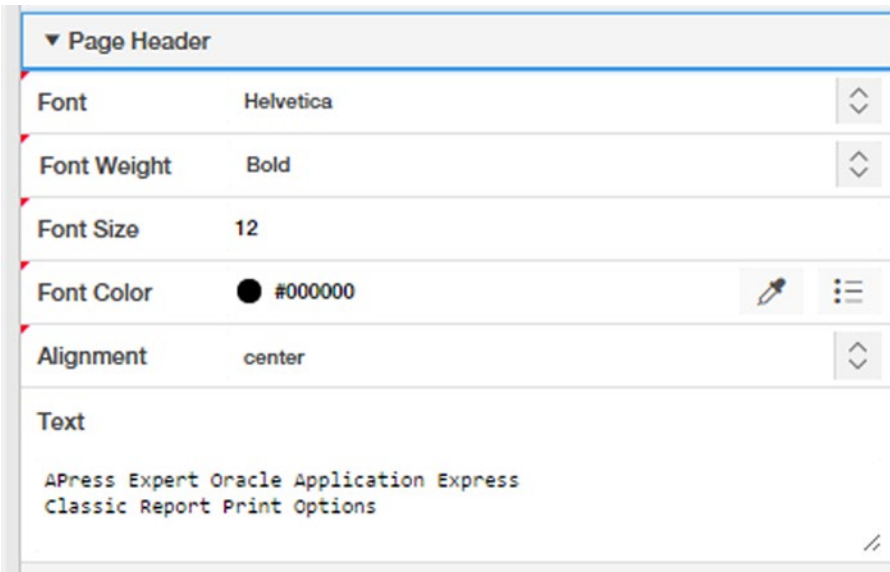 Page Header
Font Helvetica
Font Weight Bold
Font Size 12
Font Color #000000
Alignment center
Text
APress Expert Oracle Application Express
Classic Report Print Options